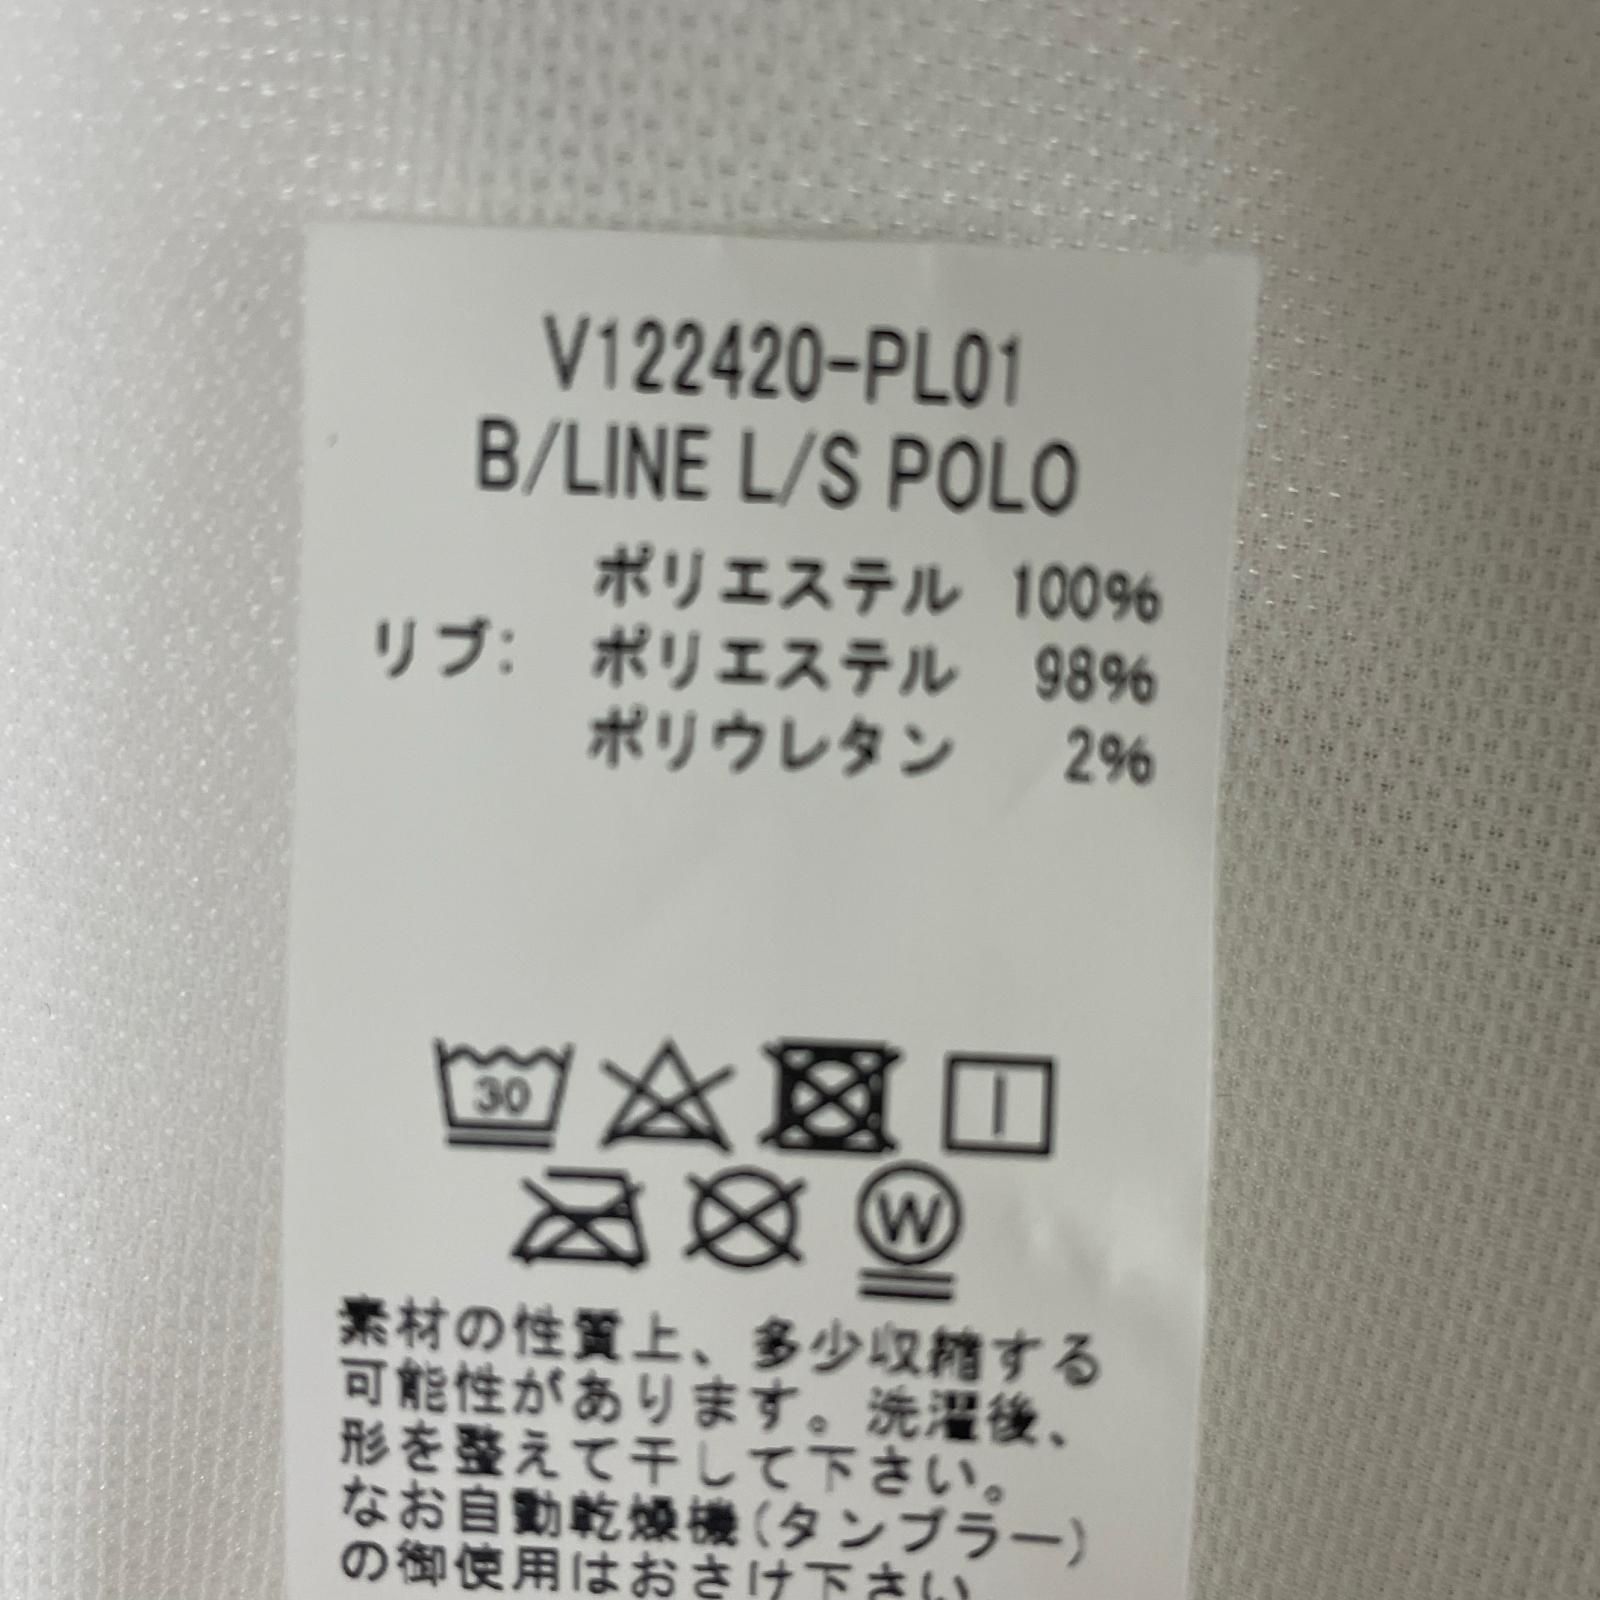 V122420-PL01
B/LINE L/S POLO
ポリエステル 100%
リブ: ポリエステル 98%
ポリウレタン 2%
30
W
素材の性質上、多少収縮する
可能性があります。洗濯後、
形を整えて干して下さい。
なお自動乾燥機(タンブラー)
の御使用はおさけ下さい